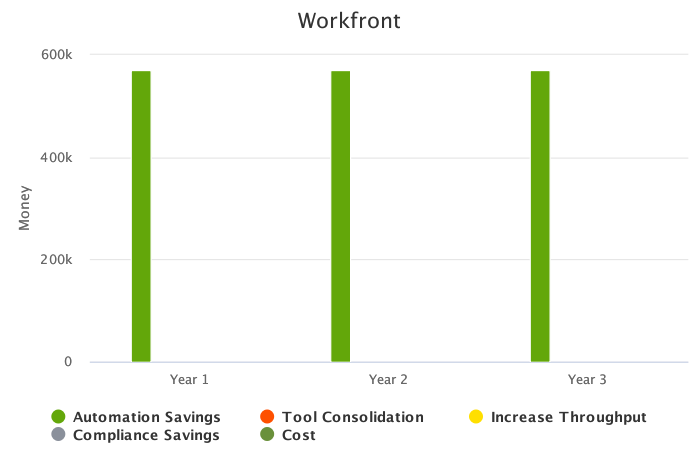 Workfront
600k
400k
200k
0
Money
Year 1 Year 2 Year 3
Automation Savings Tool Consolidation Increase Throughput
Compliance Savings Cost